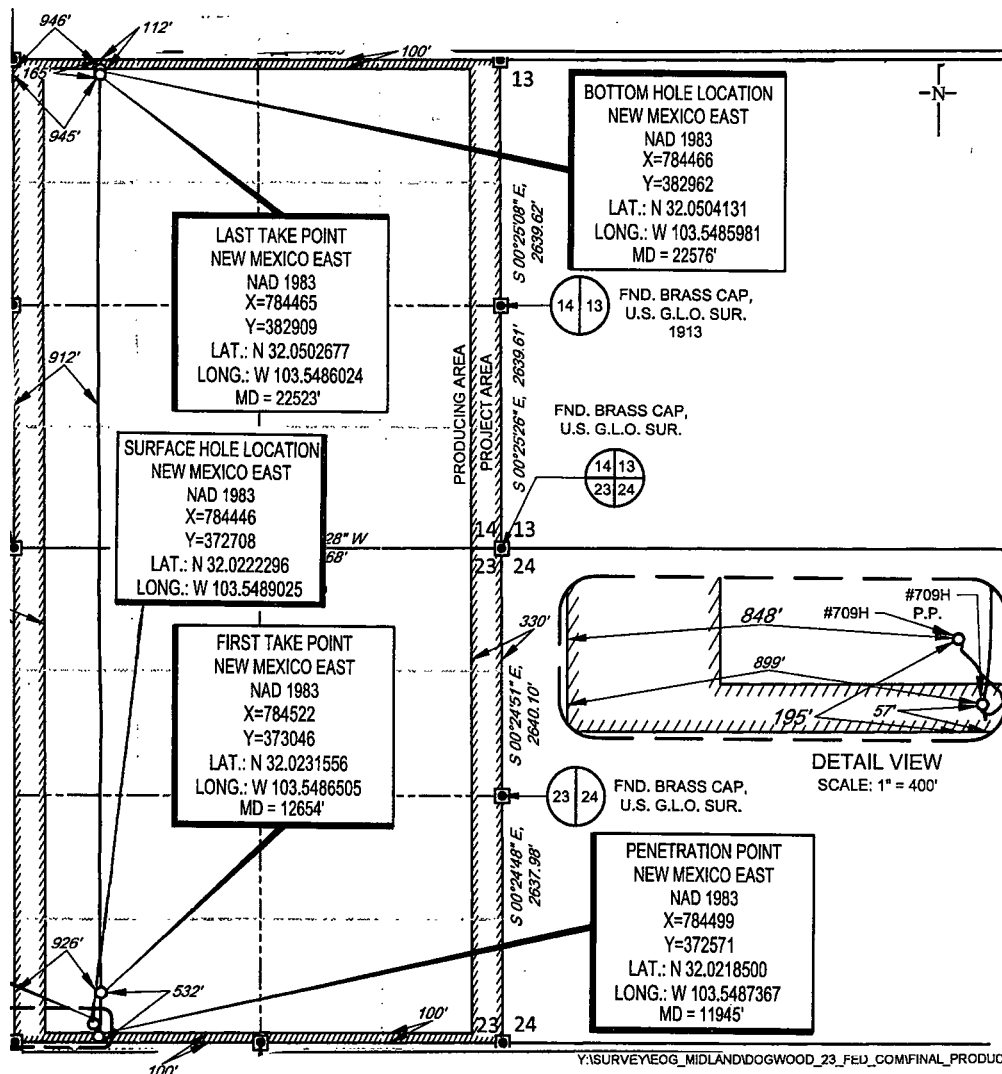 946'
112'
100'
165'
945'
13
-N-
BOTTOM HOLE LOCATION
NEW MEXICO EAST
NAD 1983
X=784466
Y=382962
LAT.: N 32.0504131
LONG.: W 103.5485981
MD = 22576'
S 00°25'08" E,
2639.62'
LAST TAKE POINT
NEW MEXICO EAST
NAD 1983
X=784465
Y=382909
LAT.: N 32.0502677
LONG.: W 103.5486024
MD = 22523'
14 13
FND. BRASS CAP,
U.S. G.L.O. SUR.
1913
912'
PRODUCING AREA
PROJECT AREA
S 00°25'26" E, 2639.61'
FND. BRASS CAP,
U.S. G.L.O. SUR.
14 13
23 24
SURFACE HOLE LOCATION
NEW MEXICO EAST
NAD 1983
X=784446
Y=372708
LAT.: N 32.0222296
LONG.: W 103.5489025
28" W
68'
14 13
23 24
330'
FIRST TAKE POINT
NEW MEXICO EAST
NAD 1983
X=784522
Y=373046
LAT.: N 32.0231556
LONG.: W 103.5486505
MD = 12654'
S 00°24'51" E,
2640.10'
848'
#709H
P.P.
#709H
899'
195'
57'
DETAIL VIEW
SCALE: 1" = 400'
23 24
FND. BRASS CAP,
U.S. G.L.O. SUR.
S 00°24'48" E,
2637.98'
PENETRATION POINT
NEW MEXICO EAST
NAD 1983
X=784499
Y=372571
LAT.: N 32.0218500
LONG.: W 103.5487367
MD = 11945'
926'
532'
100'
23 24
100'
Y:\SURVEY\EOG_MIDLAND\DOGWOOD_23_FED_COM\FINAL_PRODUC